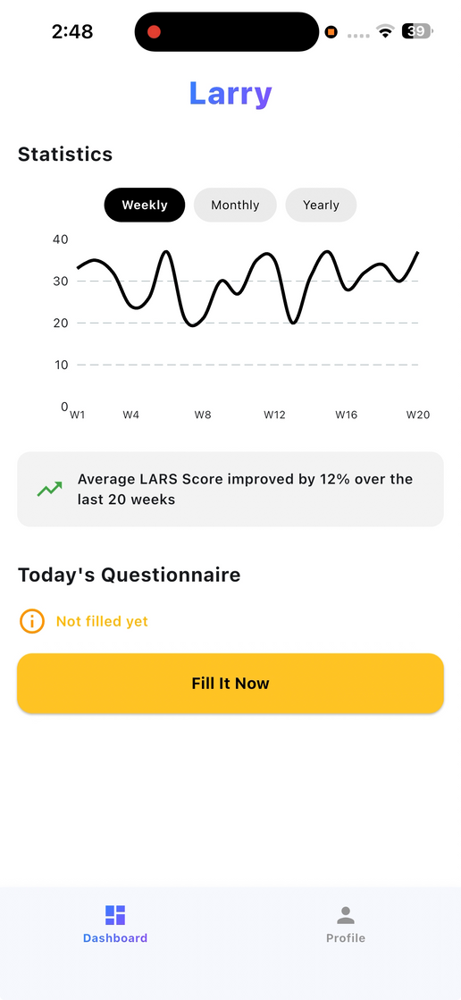 2:48
39
Larry
Statistics
Weekly
Monthly
Yearly
40
30
20
10
0
W1
W4
W8
W12
W16
W20
Average LARS Score improved by 12% over the
last 20 weeks
Today's Questionnaire
Not filled yet
Fill It Now
Dashboard
Profile